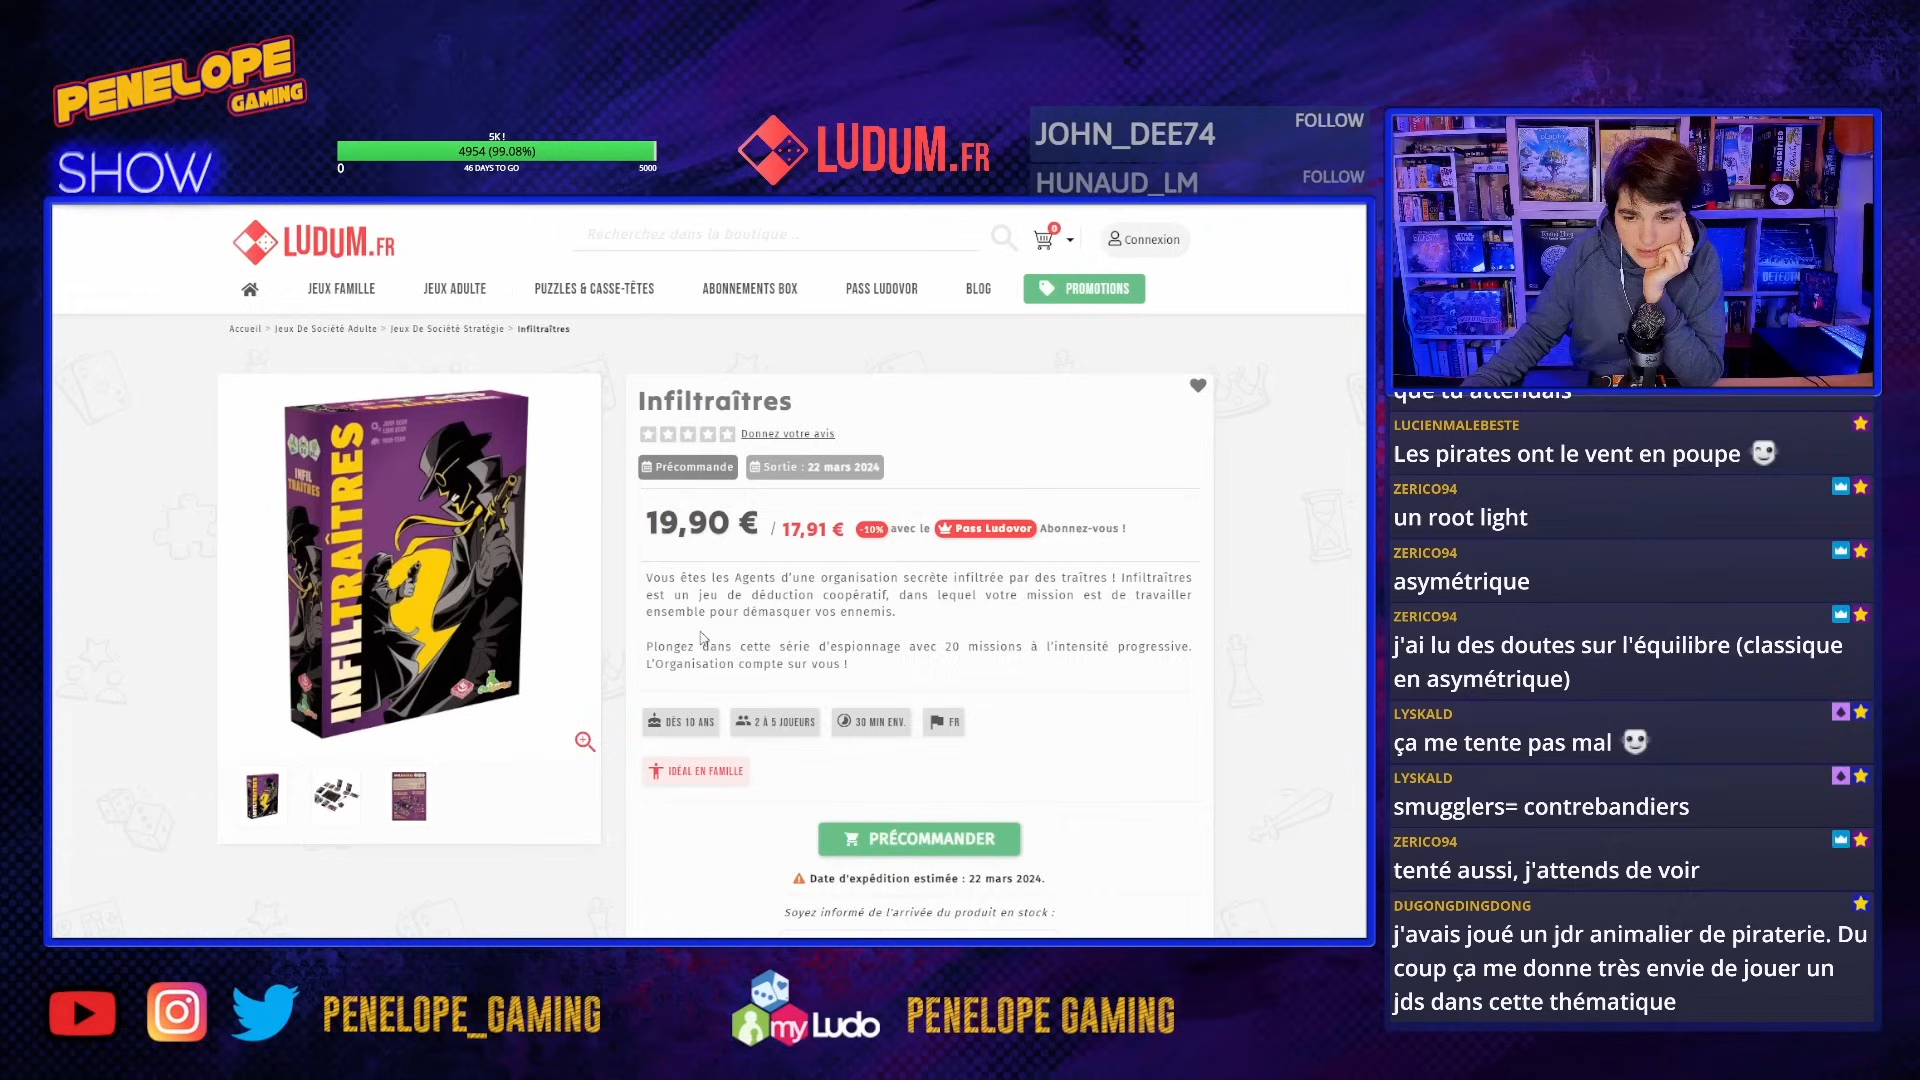 PENELOPE
GAMING
SHOW
5K!
4954 (99.08%)
0
46 DAYS TO GO
5000
LUDUM.FR
JOHN_DEE74
FOLLOW
HUNAUD_LM
FOLLOW
LUDUM.FR
Recherchez dans la boutique ..
0
Connexion
JEUX FAMILLE
JEUX ADULTE
PUZZLES & CASSE-TÊTES
ABONNEMENTS BOX
PASS LUDOVOR
BLOG
PROMOTIONS
Accueil > Jeux De Société Adulte > Jeux De Société Stratégie > Infiltraîtres
INFIL
TRAÎTRES
INFILTRAÎTRES
INFILTRAÎTRES
Infiltraîtres
Donnez votre avis
Précommande
Sortie : 22 mars 2024
19,90 € / 17,91 € -10% avec le Pass Ludovor Abonnez-vous !
Vous êtes les Agents d'une organisation secrète infiltrée par des traîtres ! Infiltraîtres
est un jeu de déduction coopératif, dans lequel votre mission est de travailler
ensemble pour démasquer vos ennemis.
Plongez dans cette série d'espionnage avec 20 missions à l'intensité progressive.
L'Organisation compte sur vous !
DÈS 10 ANS
2 À 5 JOUEURS
30 MIN ENV.
FR
IDÉAL EN FAMILLE
PRÉCOMMANDER
Date d'expédition estimée : 22 mars 2024.
Soyez informé de l'arrivée du produit en stock :
que tu attendais
LUCIENMALEBESTE
Les pirates ont le vent en poupe
ZERICO94
un root light
ZERICO94
asymétrique
ZERICO94
j'ai lu des doutes sur l'équilibre (classique
en asymétrique)
LYSKALD
ça me tente pas mal
LYSKALD
smugglers= contrebandiers
ZERICO94
tenté aussi, j'attends de voir
DUGONGDINGDONG
j'avais joué un jdr animalier de piraterie. Du
coup ça me donne très envie de jouer un
jds dans cette thématique
PENELOPE_GAMING
myLudo
PENELOPE GAMING